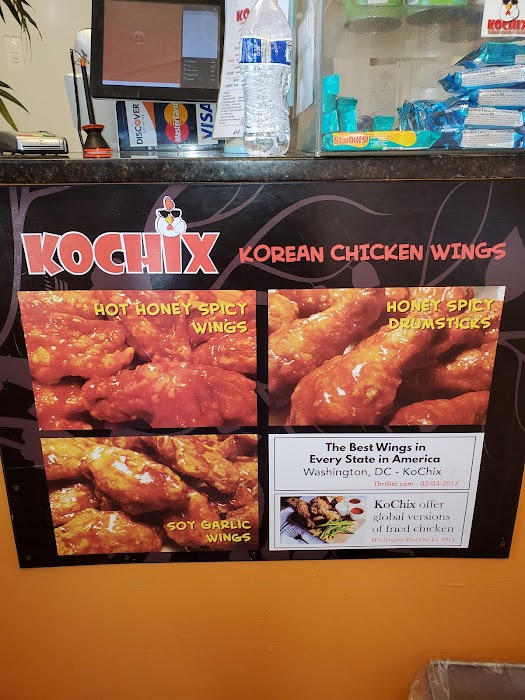 KOCHIX
DISCOVER
MasterCard
VISA
Starburst
KOCHIX
KOREAN CHICKEN WINGS
HOT HONEY SPICY
WINGS
HONEY SPICY
DRUMSTICKS
SOY GARLIC
WINGS
The Best Wings in
Every State in America
Washington, DC - KoChix
Thrillist.com - 02/03/2017
KoChix offer
global versions
of fried chicken